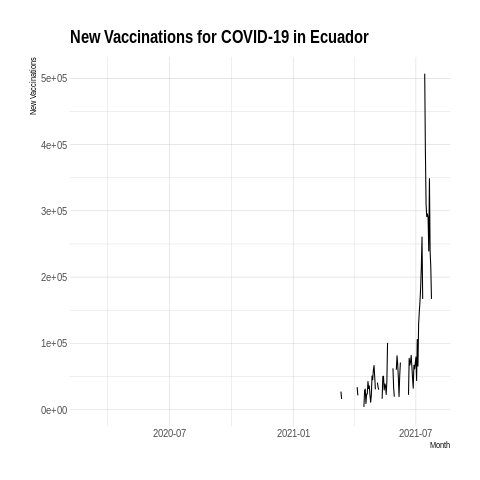 New Vaccinations for COVID-19 in Ecuador
New Vaccinations
5e+05
4e+05
3e+05
2e+05
1e+05
0e+00
2020-07
2021-01
2021-07
Month